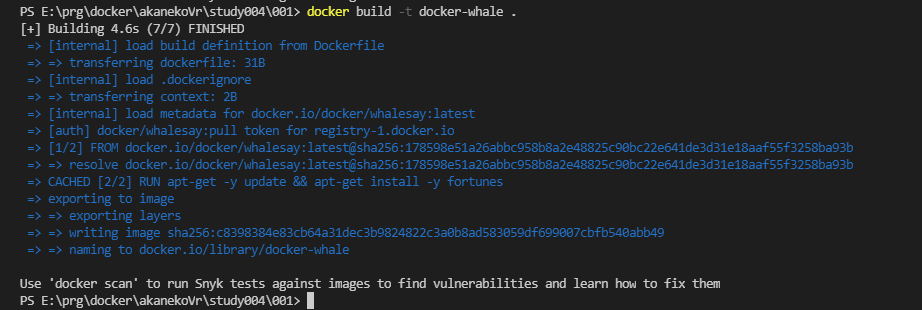 PS E:\prg\docker\akanekoVr\study004\001> docker build -t docker-whale .
[+] Building 4.6s (7/7) FINISHED
=> [internal] load build definition from Dockerfile
=> => transferring dockerfile: 31B
=> [internal] load .dockerignore
=> => transferring context: 2B
=> [internal] load metadata for docker.io/docker/whalesay:latest
=> [auth] docker/whalesay:pull token for registry-1.docker.io
=> [1/2] FROM docker.io/docker/whalesay:latest@sha256:178598e51a26abbc958b8a2e48825c90bc22e641de3d31e18aaf55f3258ba93b
=> => resolve docker.io/docker/whalesay:latest@sha256:178598e51a26abbc958b8a2e48825c90bc22e641de3d31e18aaf55f3258ba93b
=> CACHED [2/2] RUN apt-get -y update && apt-get install -y fortunes
=> exporting to image
=> => exporting layers
=> => writing image sha256:c8398384e83cb64a31dec3b9824822c3a0b8ad583059df699007cbfb540abb49
=> => naming to docker.io/library/docker-whale
Use 'docker scan' to run Snyk tests against images to find vulnerabilities and learn how to fix them
PS E:\prg\docker\akanekoVr\study004\001>